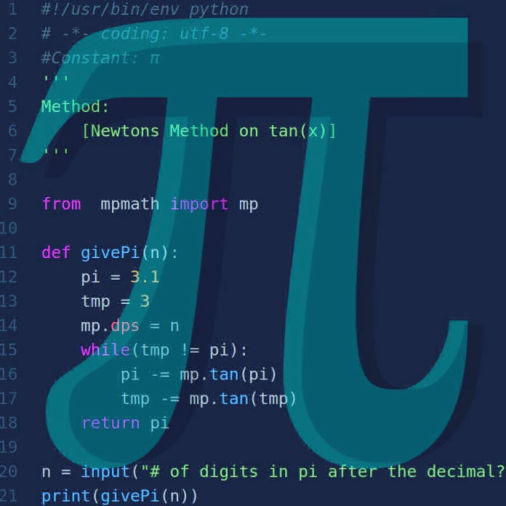 1 #!/usr/bin/env python
2 # -*- coding: utf-8 -*-
3 #Constant: π
4 '''
5 Method:
6 [Newtons Method on tan(x)]
7 '''
8
9 from mpmath import mp
10
11 def givePi(n):
12 pi = 3.1
13 tmp = 3
14 mp.dps = n
15 while(tmp != pi):
16 pi -= mp.tan(pi)
17 tmp -= mp.tan(tmp)
18 return pi
19
20 n = input("# of digits in pi after the decimal?
21 print(givePi(n))
π